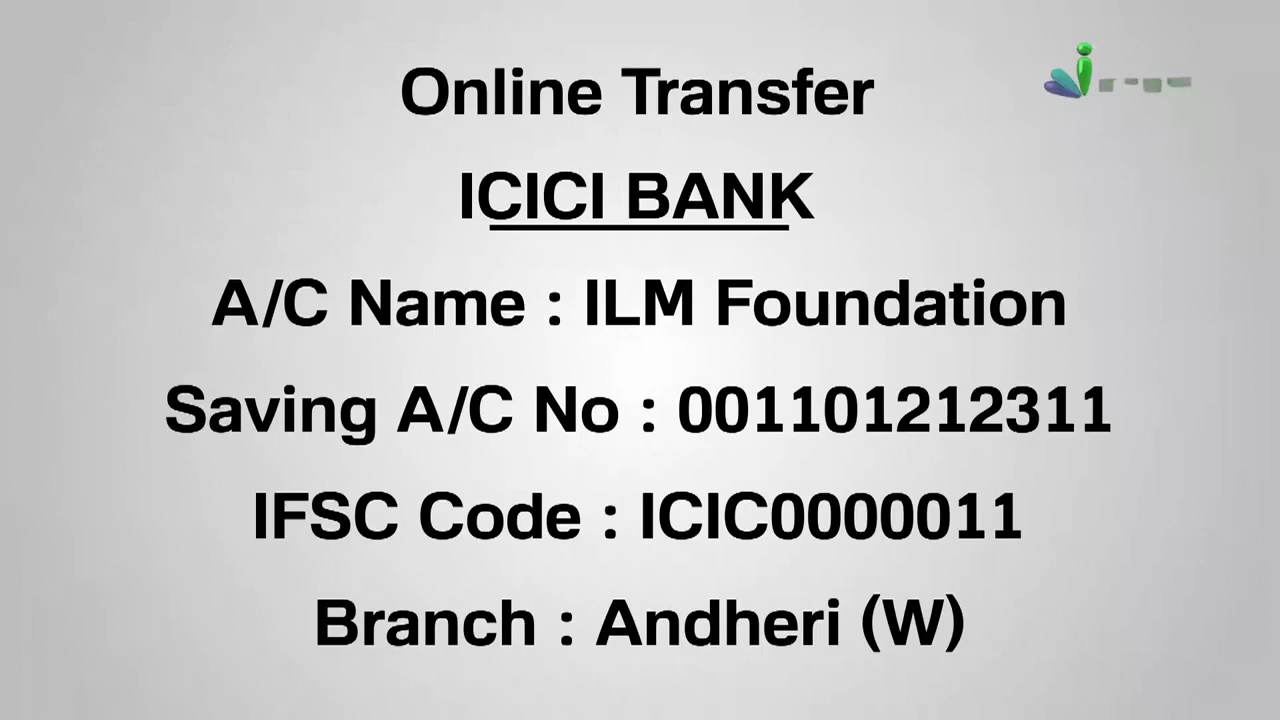 Online Transfer
ICICI BANK
A/C Name : ILM Foundation
Saving A/C No : 001101212311
IFSC Code : ICIC0000011
Branch : Andheri (W)